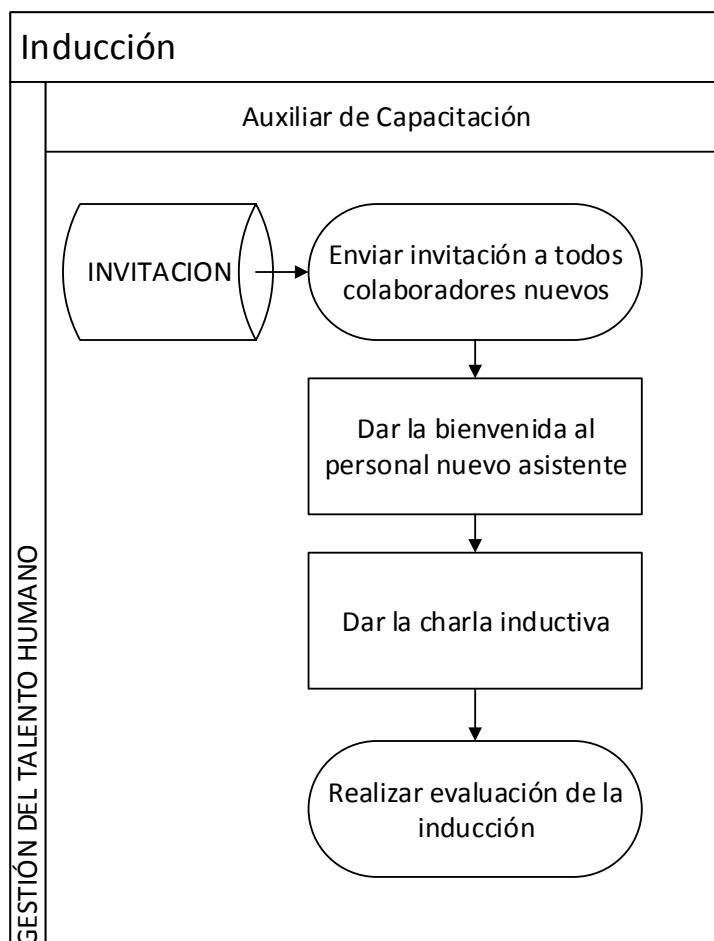 Inducción
Auxiliar de Capacitación
INVITACION
Enviar invitación a todos
colaboradores nuevos
Dar la bienvenida al
personal nuevo asistente
Dar la charla inductiva
Realizar evaluación de la
inducción
GESTIÓN DEL TALENTO HUMANO